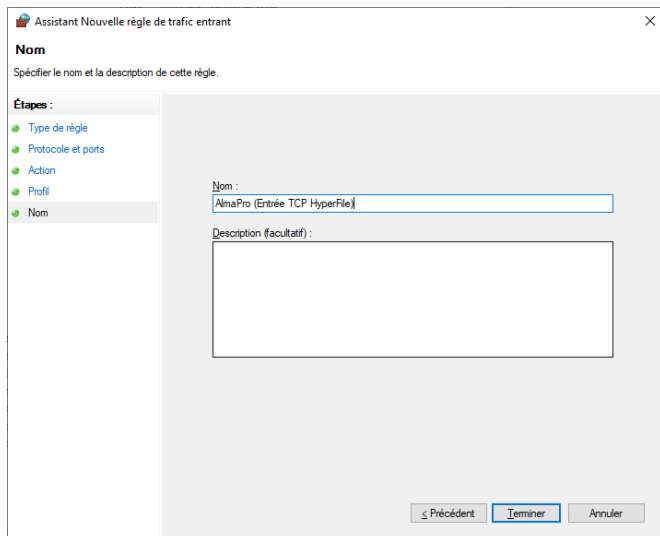 Assistant Nouvelle règle de trafic entrant
Nom
Spécifier le nom et la description de cette règle.
Étapes :
Type de règle
Protocole et ports
Action
Profil
Nom
Nom :
AlmaPro (Entrée TCP HyperFile)
Description (facultatif) :
< Précédent Terminer Annuler